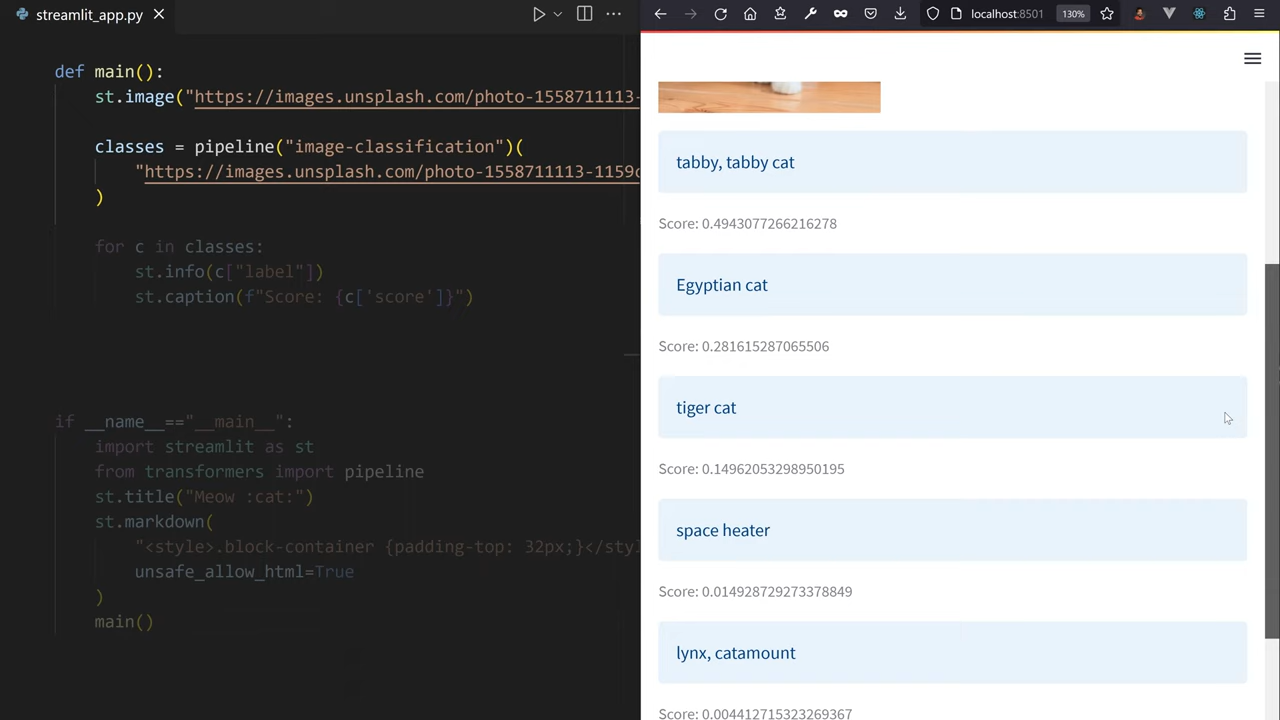 streamlit_app.py
def main():
st.image("https://images.unsplash.com/photo-1558711113-
classes = pipeline("image-classification")(
"https://images.unsplash.com/photo-1558711113-1159c
)
for c in classes:
st.info(c["label"])
st.caption(f"Score: {c['score']}")
if __name__=="__main__":
import streamlit as st
from transformers import pipeline
st.title("Meow :cat:")
st.markdown(
"<style>.block-container {padding-top: 32px;}</styl
unsafe_allow_html=True
)
main()
localhost:8501
130%
tabby, tabby cat
Score: 0.4943077266216278
Egyptian cat
Score: 0.281615287065506
tiger cat
Score: 0.14962053298950195
space heater
Score: 0.014928729273378849
lynx, catamount
Score: 0.004412715323269367